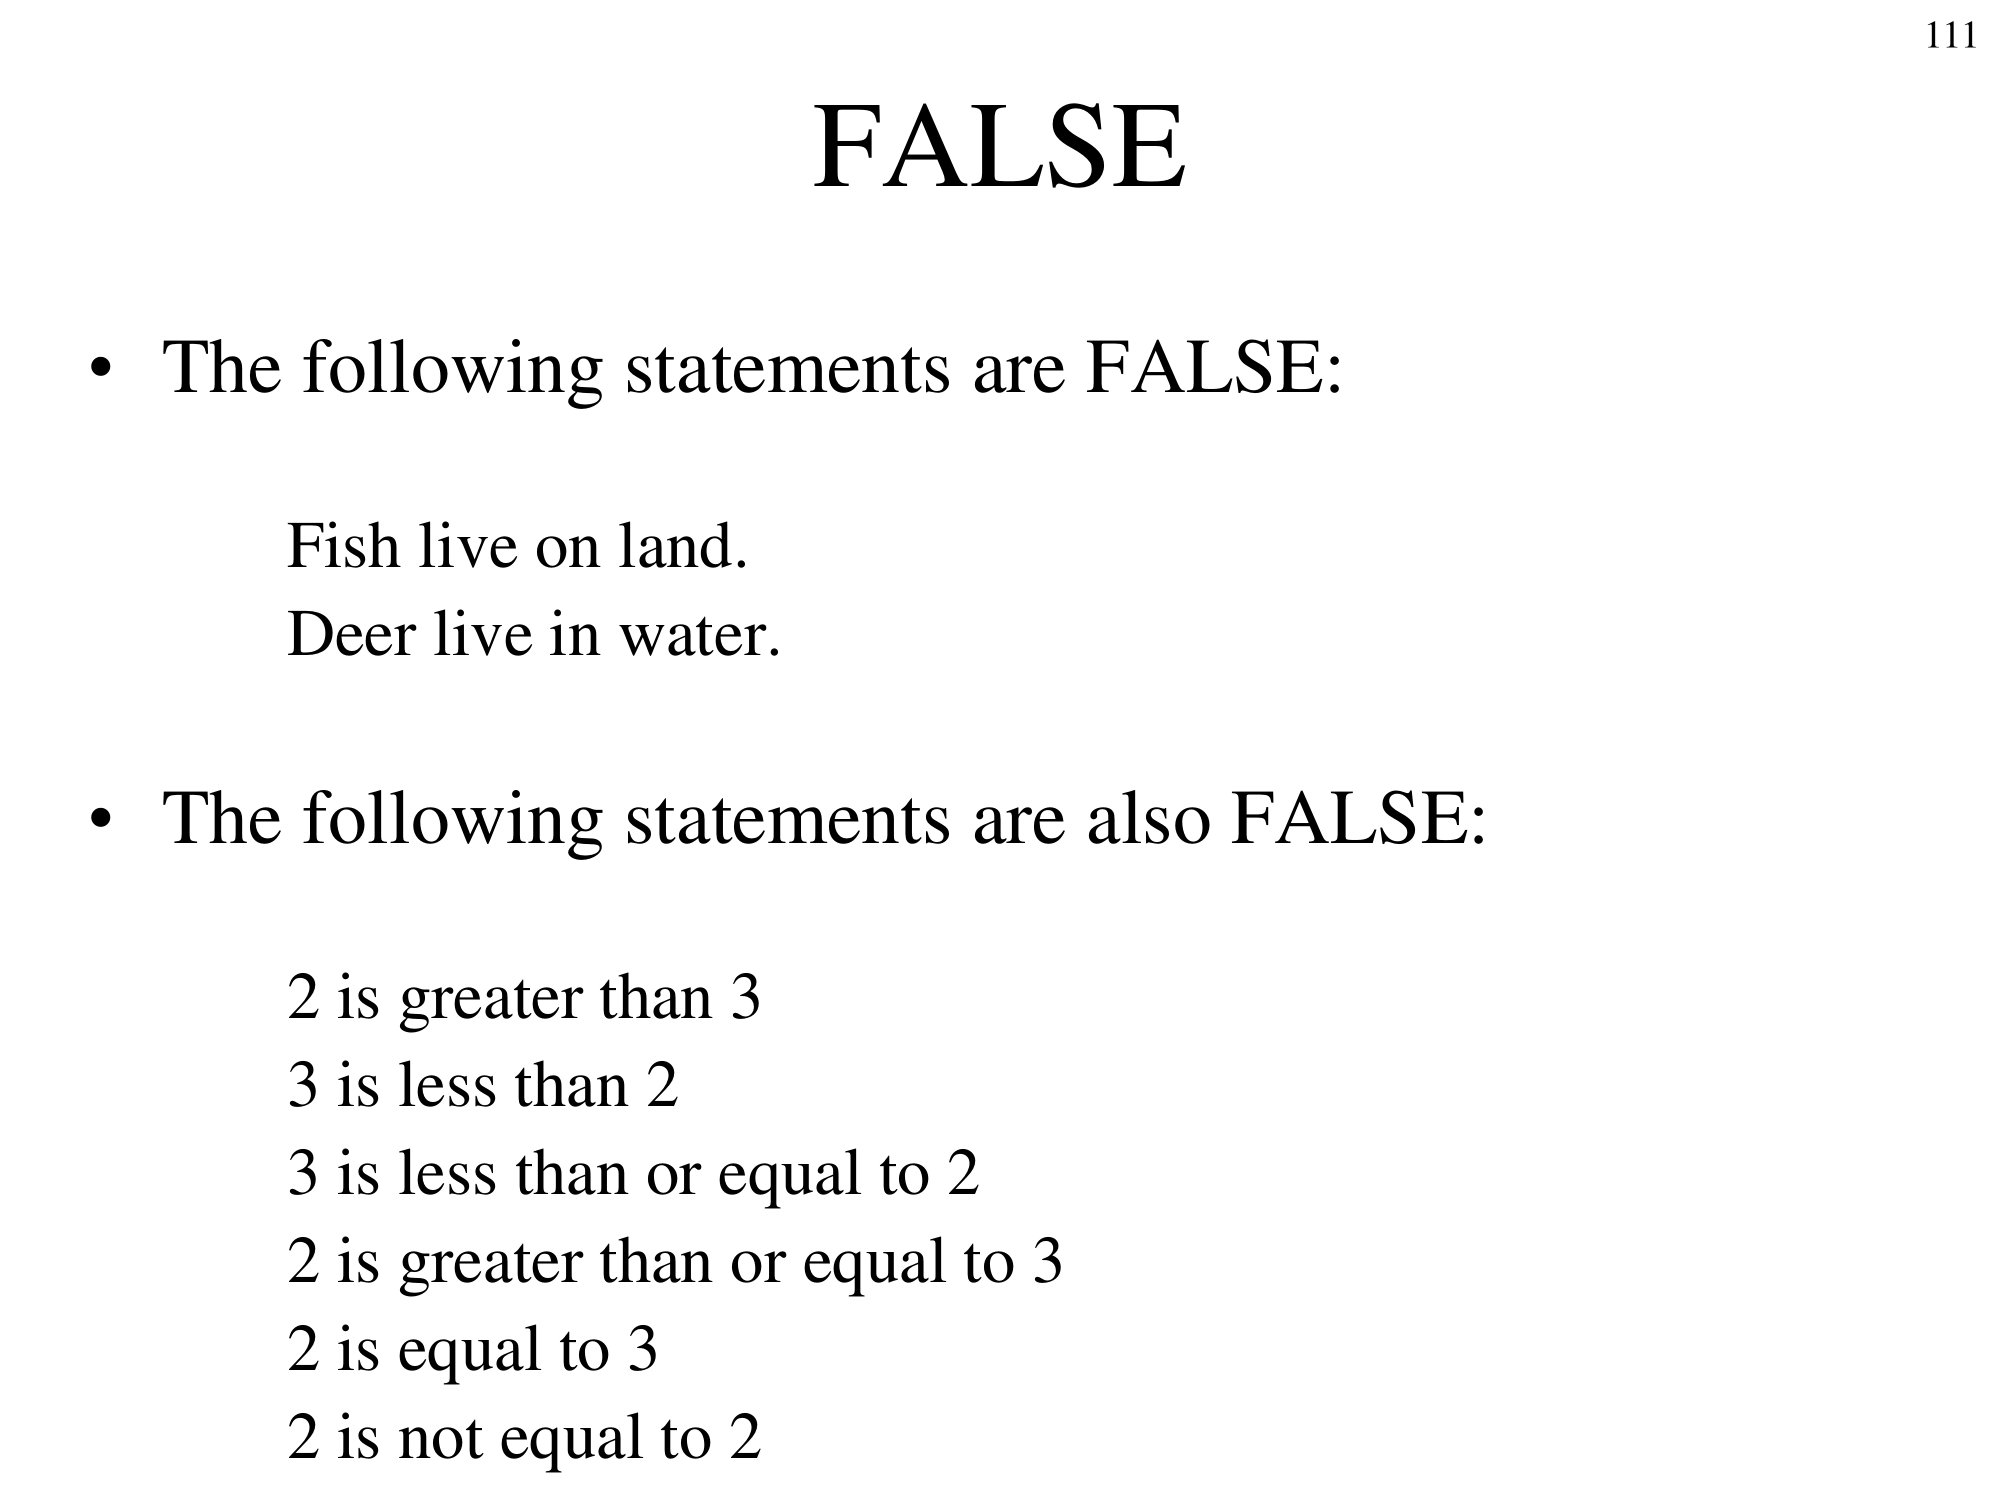 111
FALSE
• The following statements are FALSE:
Fish live on land.
Deer live in water.
• The following statements are also FALSE:
2 is greater than 3
3 is less than 2
3 is less than or equal to 2
2 is greater than or equal to 3
2 is equal to 3
2 is not equal to 2